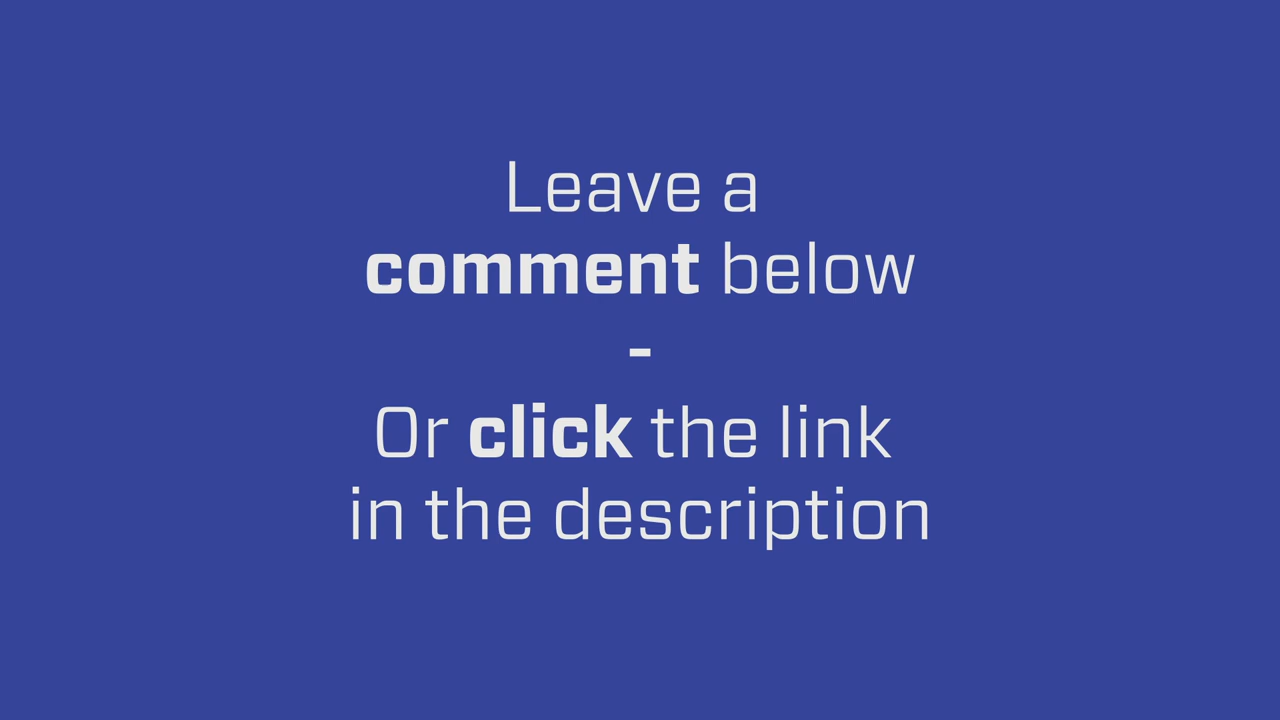 Leave a
comment below
-
Or click the link
in the description